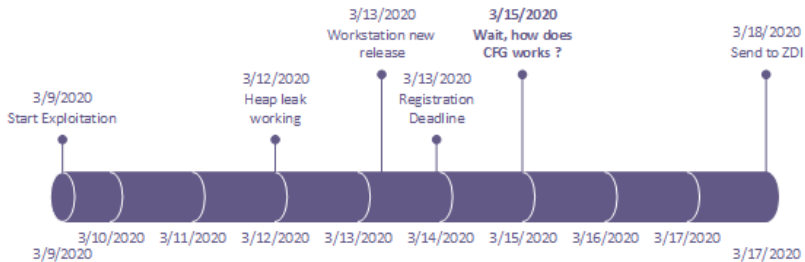 3/9/2020
Start Exploitation
3/12/2020
Heap leak
working
3/13/2020
Workstation new
release
3/13/2020
Registration
Deadline
3/15/2020
Wait, how does
CFG works ?
3/18/2020
Send to ZDI
3/10/2020
3/11/2020
3/12/2020
3/13/2020
3/14/2020
3/15/2020
3/16/2020
3/17/2020
3/9/2020
3/17/2020